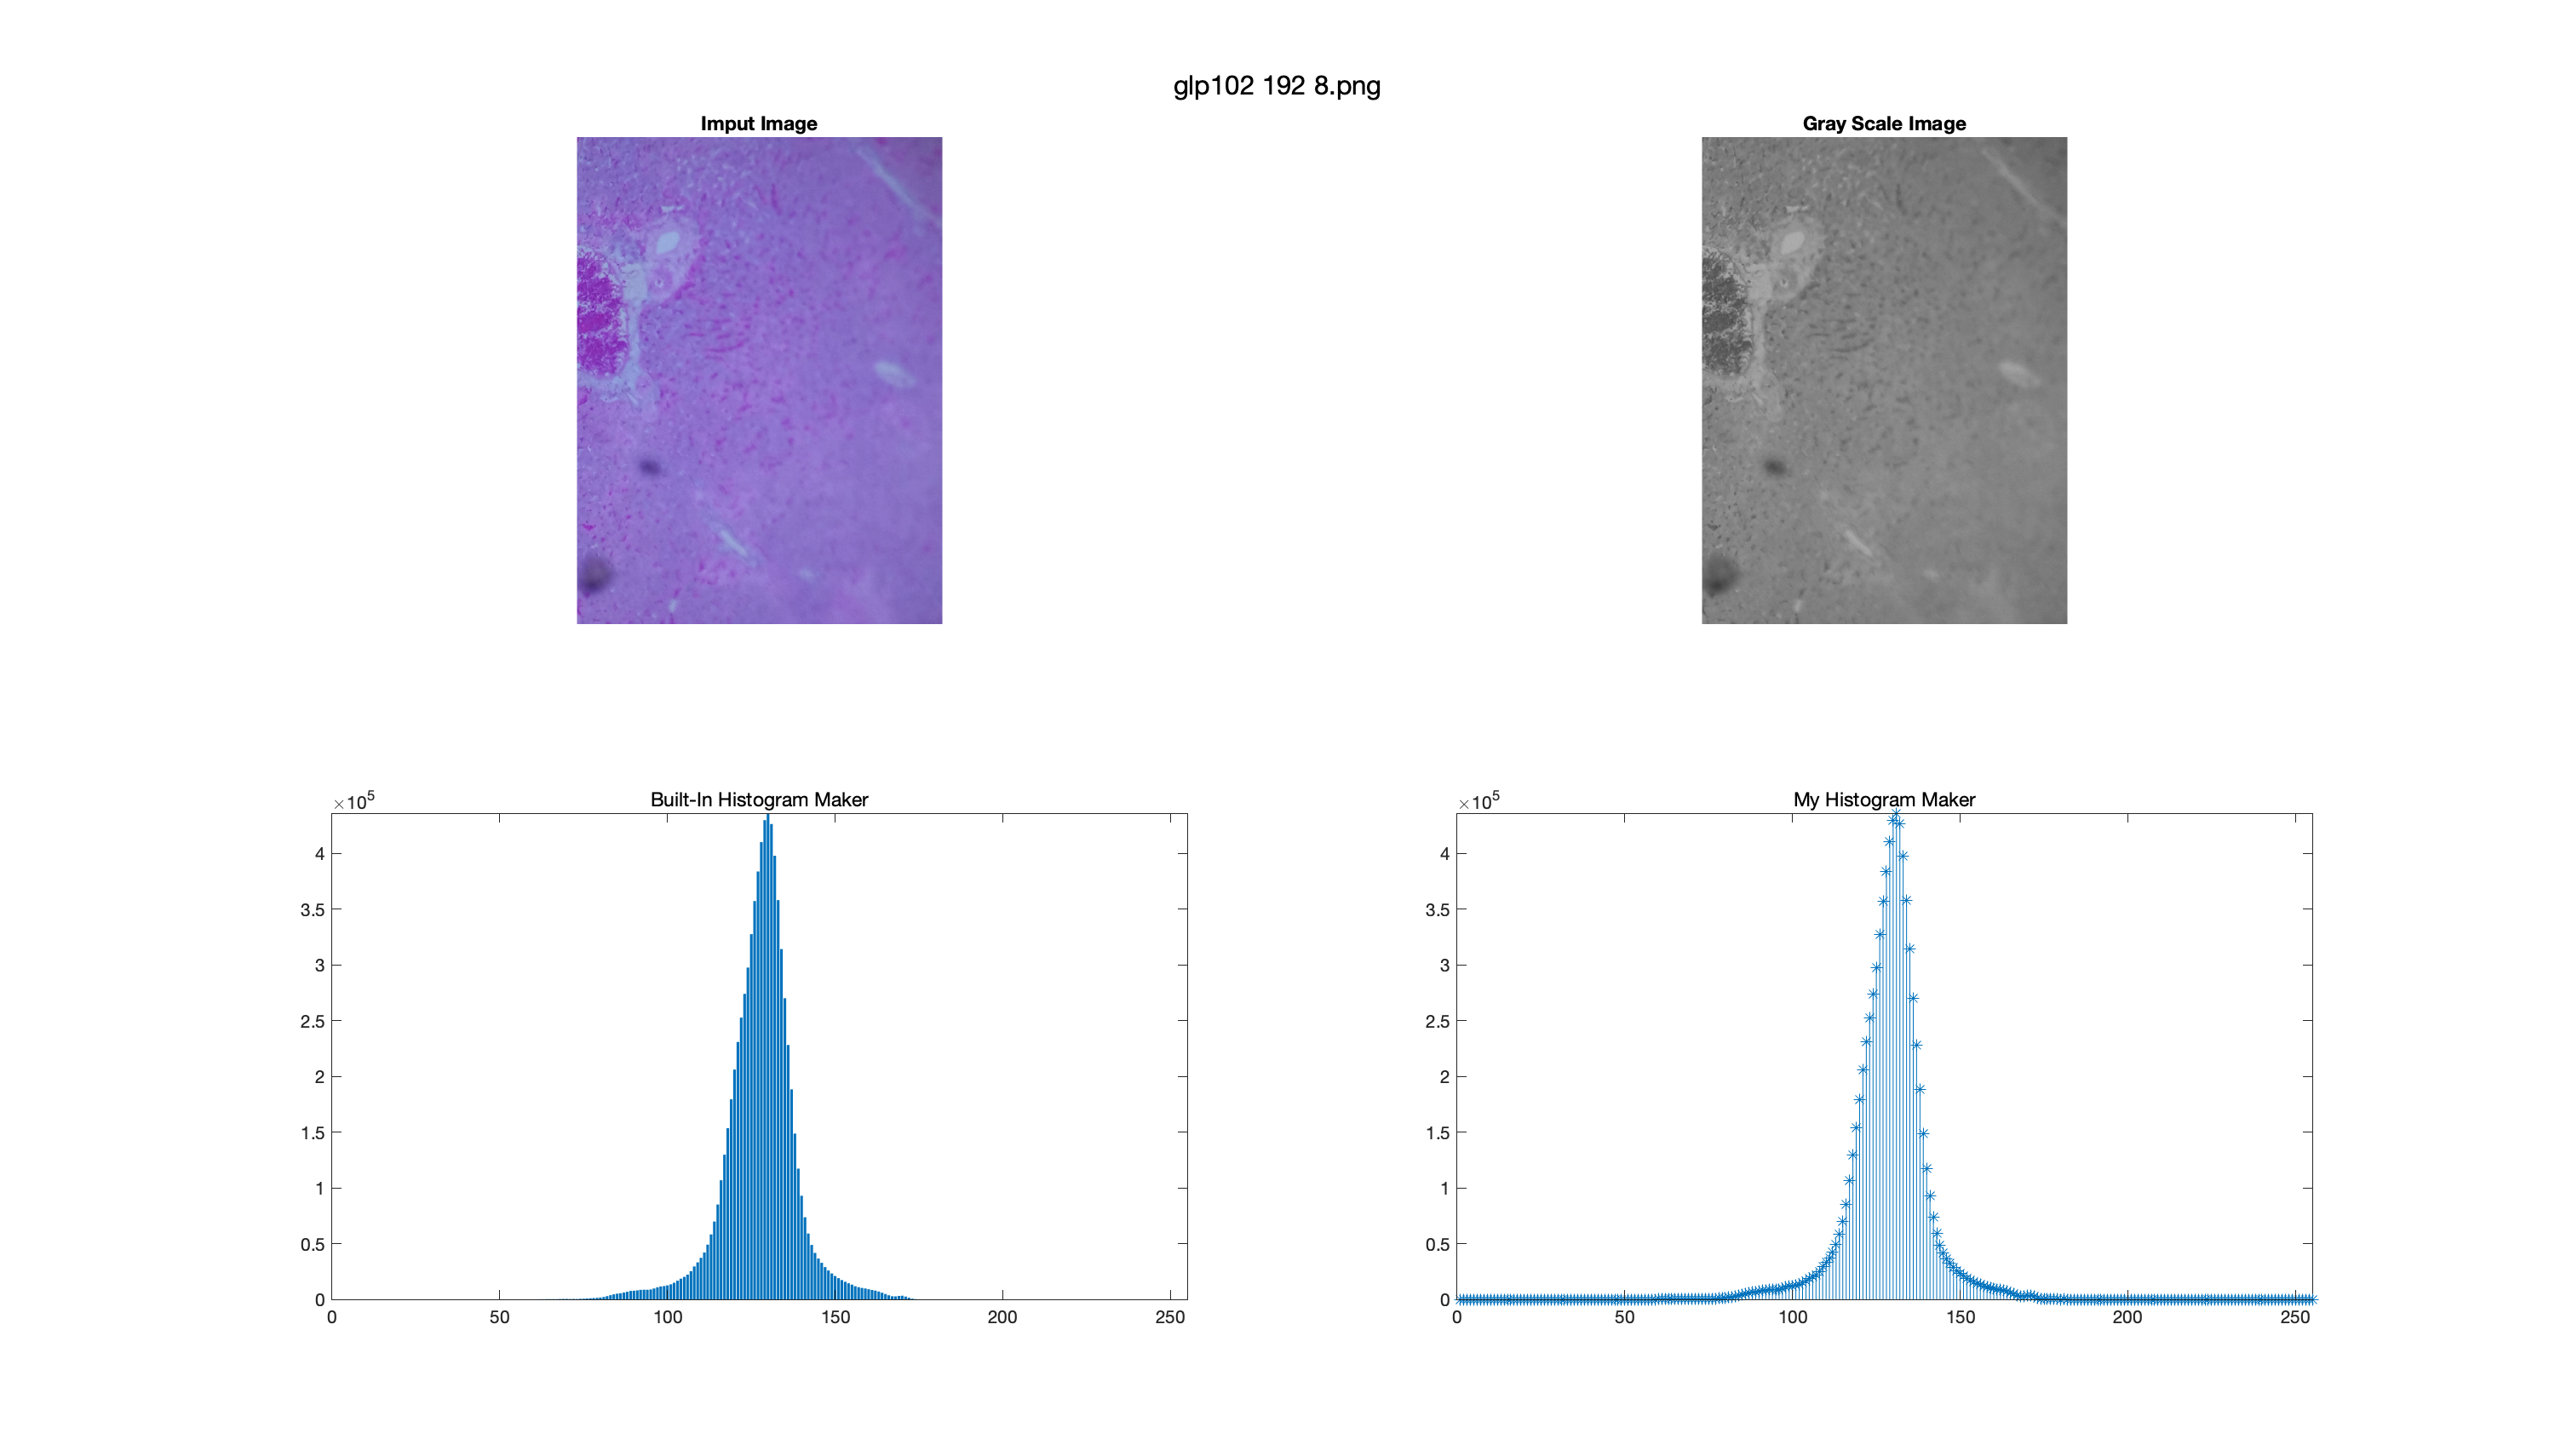 glp102 192 8.png
Imput Image
Gray Scale Image
Built-In Histogram Maker
×10^5
4
3.5
3
2.5
2
1.5
1
0.5
0
0 50 100 150 200 250
My Histogram Maker
×10^5
4
3.5
3
2.5
2
1.5
1
0.5
0
0 50 100 150 200 250